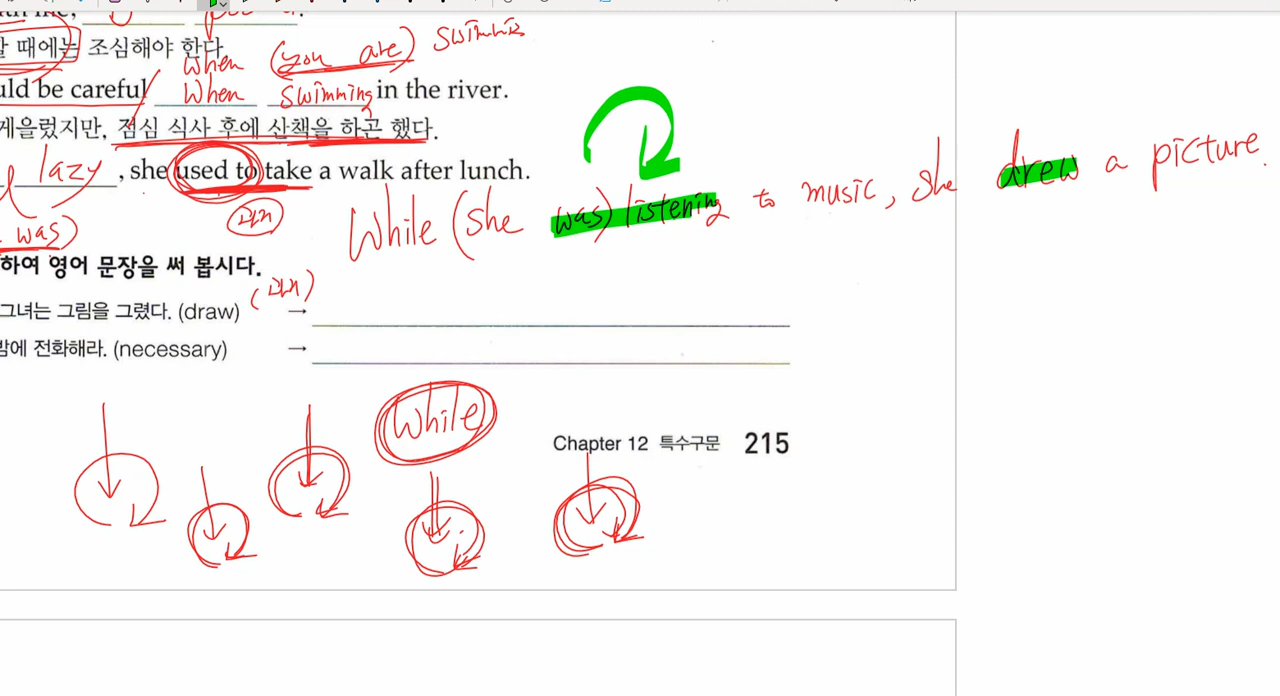 때에는 조심해야 한다.
When (you are) swimming
uld be careful When swimming in the river.
게을렀지만, 점심 식사 후에 산책을 하곤 했다.
lazy, she used to take a walk after lunch.
was)
While (she was) listening to music, she drew a picture.
하여 영어 문장을 써 봅시다.
그녀는 그림을 그렸다. (draw) →
밤에 전화해라. (necessary) →
While
Chapter 12 특수구문 215